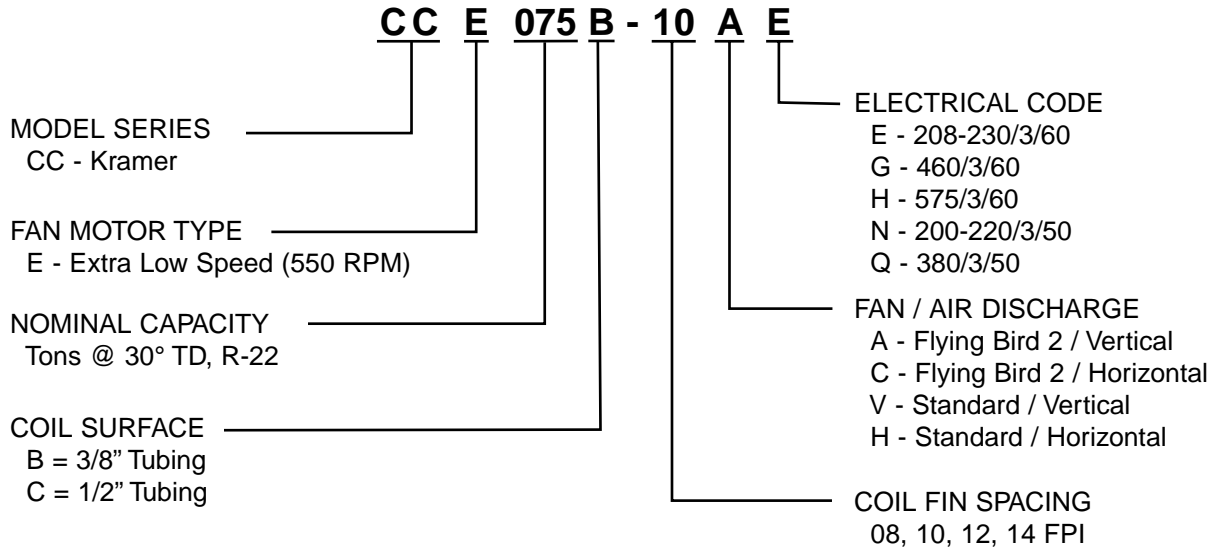 CC E 075 B - 10 A E
MODEL SERIES
CC - Kramer
FAN MOTOR TYPE
E - Extra Low Speed (550 RPM)
NOMINAL CAPACITY
Tons @ 30° TD, R-22
COIL SURFACE
B = 3/8” Tubing
C = 1/2” Tubing
ELECTRICAL CODE
E - 208-230/3/60
G - 460/3/60
H - 575/3/60
N - 200-220/3/50
Q - 380/3/50
FAN / AIR DISCHARGE
A - Flying Bird 2 / Vertical
C - Flying Bird 2 / Horizontal
V - Standard / Vertical
H - Standard / Horizontal
COIL FIN SPACING
08, 10, 12, 14 FPI